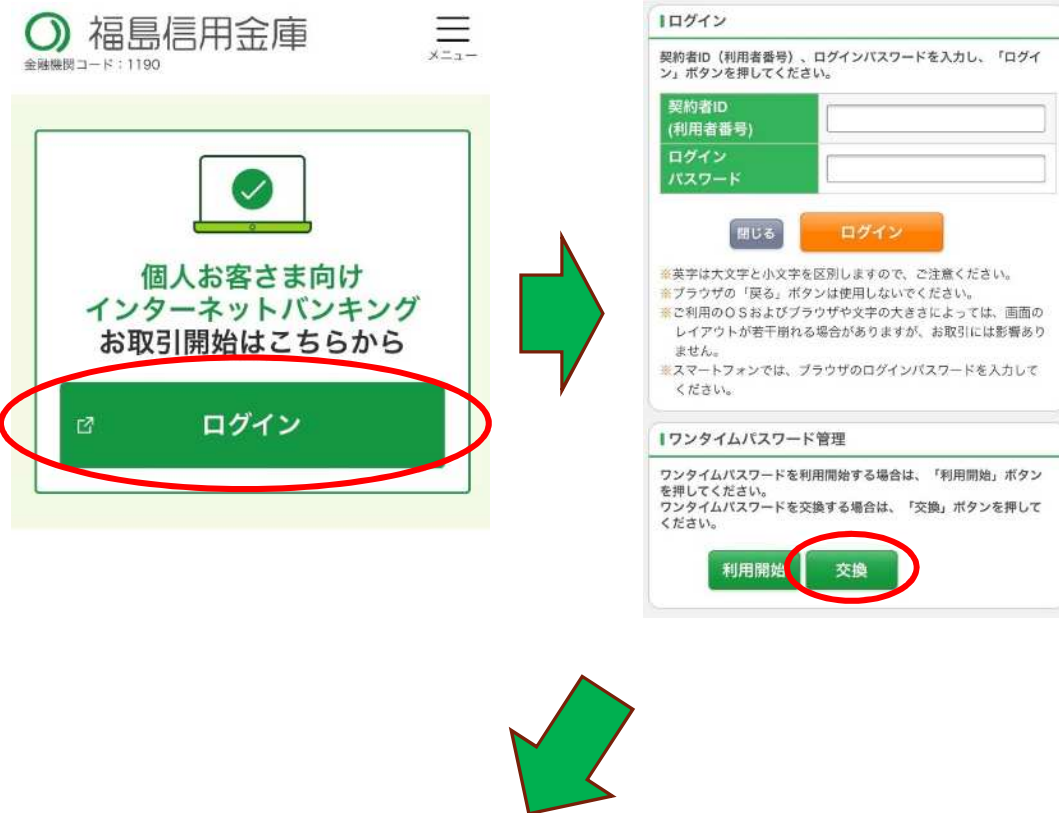 福島信用金庫
金融機関コード：1190
メニュー
個人お客さま向け
インターネットバンキング
お取引開始はこちらから
ログイン
ログイン
契約者ID（利用者番号）、ログインパスワードを入力し、「ログイ
ン」ボタンを押してください。
契約者ID
(利用者番号)
ログイン
パスワード
閉じる
ログイン
※英字は大文字と小文字を区別しますので、ご注意ください。
※ブラウザの「戻る」ボタンは使用しないでください。
※ご利用のＯＳおよびブラウザや文字の大きさによっては、画面の
レイアウトが若干崩れる場合がありますが、お取引には影響あり
ません。
※スマートフォンでは、ブラウザのログインパスワードを入力して
ください。
ワンタイムパスワード管理
ワンタイムパスワードを利用開始する場合は、「利用開始」ボタン
を押してください。
ワンタイムパスワードを交換する場合は、「交換」ボタンを押して
ください。
利用開始
交換